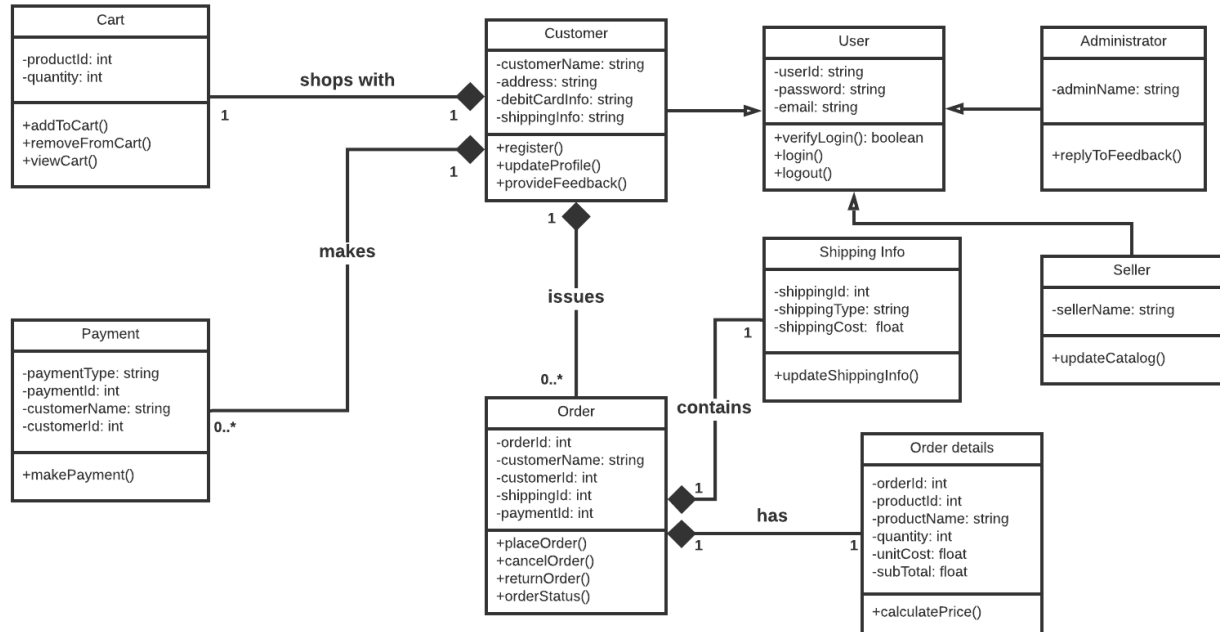 Cart
-productId: int
-quantity: int
+addToCart()
+removeFromCart()
+viewCart()
shops with
1
1
Customer
-customerName: string
-address: string
-debitCardInfo: string
-shippingInfo: string
+register()
+updateProfile()
+provideFeedback()
User
-userId: string
-password: string
-email: string
+verifyLogin(): boolean
+login()
+logout()
Administrator
-adminName: string
+replyToFeedback()
1
makes
0..*
Payment
-paymentType: string
-paymentId: int
-customerName: string
-customerId: int
+makePayment()
1
issues
0..*
Shipping Info
-shippingId: int
-shippingType: string
-shippingCost: float
+updateShippingInfo()
Seller
-sellerName: string
+updateCatalog()
1
contains
1
Order
-orderId: int
-customerName: string
-customerId: int
-shippingId: int
-paymentId: int
+placeOrder()
+cancelOrder()
+returnOrder()
+orderStatus()
has
1
1
Order details
-orderId: int
-productId: int
-productName: string
-quantity: int
-unitCost: float
-subTotal: float
+calculatePrice()